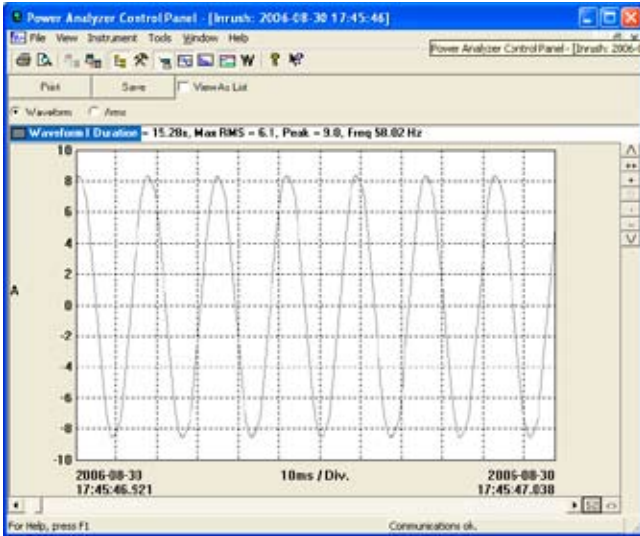 Power Analyzer Control Panel - [Inrush: 2006-08-30 17:45:46]
File View Instrument Tools Window Help
Power Analyzer Control Panel - [Inrush: 2006-
Print Save View As List
Waveform Arms
Waveform I Duration = 15.28s, Max RMS = 6.1, Peak = 9.0, Freq 58.02 Hz
10
8
6
4
2
A
0
-2
-4
-6
-8
-10
2006-08-30 10ms / Div. 2006-08-30
17:45:46.921 17:45:47.038
For Help, press F1 Communications ok.